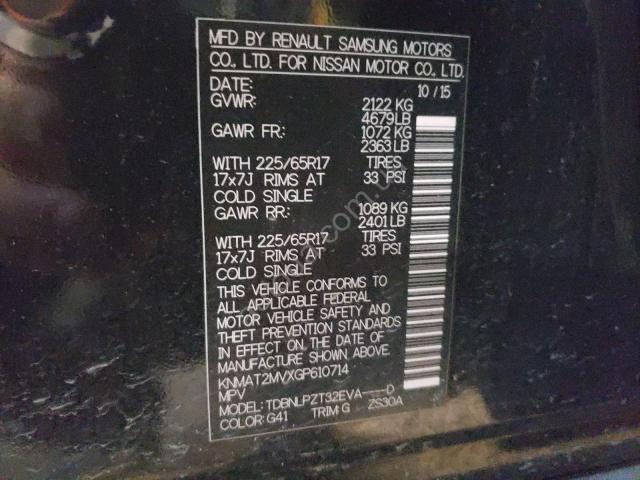 MFD BY RENAULT SAMSUNG MOTORS
CO., LTD. FOR NISSAN MOTOR CO., LTD.
DATE: 10 / 15
GVWR: 2122 KG
4679 LB
GAWR FR: 1072 KG
2363 LB
WITH 225/65R17 TIRES
17x7J RIMS AT 33 PSI
COLD SINGLE
GAWR RR: 1089 KG
2401 LB
WITH 225/65R17 TIRES
17x7J RIMS AT 33 PSI
COLD SINGLE
THIS VEHICLE CONFORMS TO
ALL APPLICABLE FEDERAL
MOTOR VEHICLE SAFETY AND
THEFT PREVENTION STANDARDS
IN EFFECT ON THE DATE OF
MANUFACTURE SHOWN ABOVE.
KNMAT2MVXGP610714
MPV
MODEL: TDBNLPZT32EVA----D
COLOR: G41 TRIM: G ZS30A